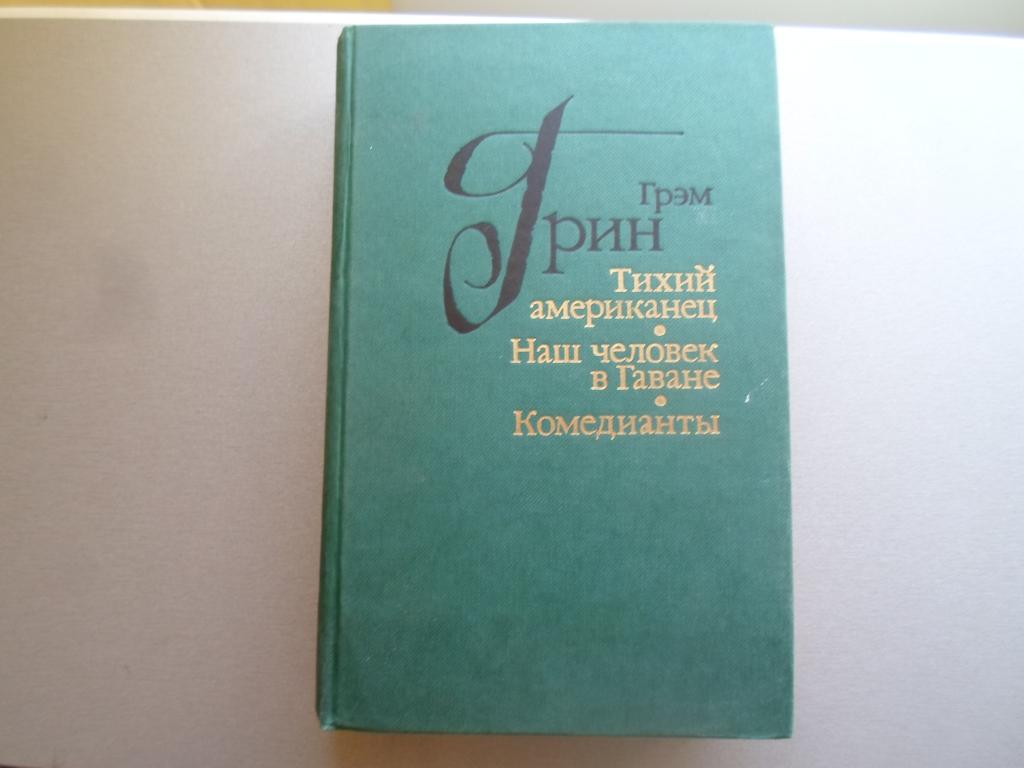 Грэм
Грин
Тихий
американец
•
Наш человек
в Гаване
•
Комедианты